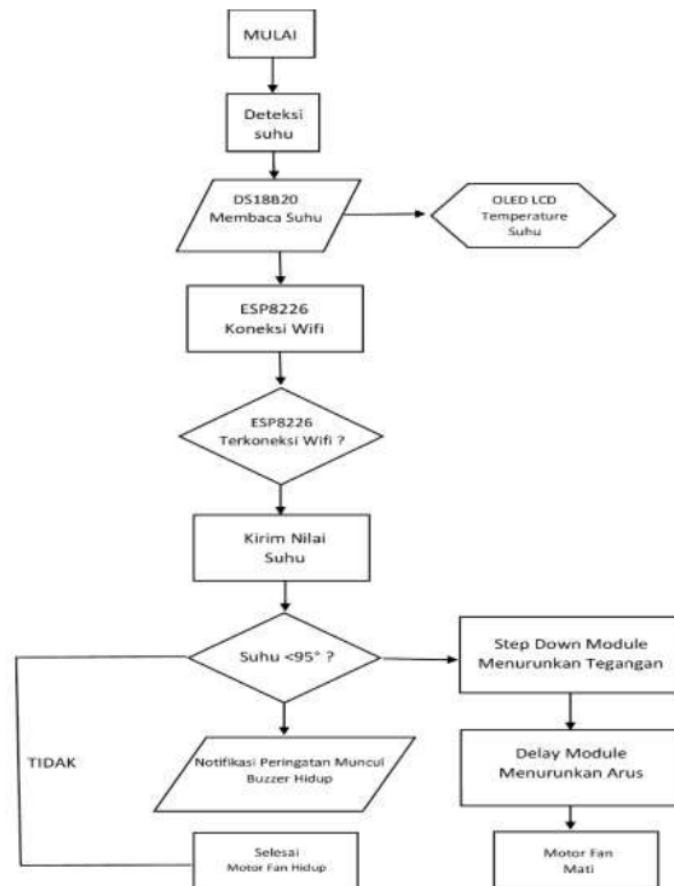 MULAI
Deteksi
suhu
DS18B20
Membaca Suhu
OLED LCD
Temperature
Suhu
ESP8226
Koneksi Wifi
ESP8226
Terkoneksi Wifi ?
Kirim Nilai
Suhu
Suhu <95° ?
Step Down Module
Menurunkan Tegangan
TIDAK
Notifikasi Peringatan Muncul
Buzzer Hidup
Delay Module
Menurunkan Arus
Selesai
Motor Fan Hidup
Motor Fan
Mati